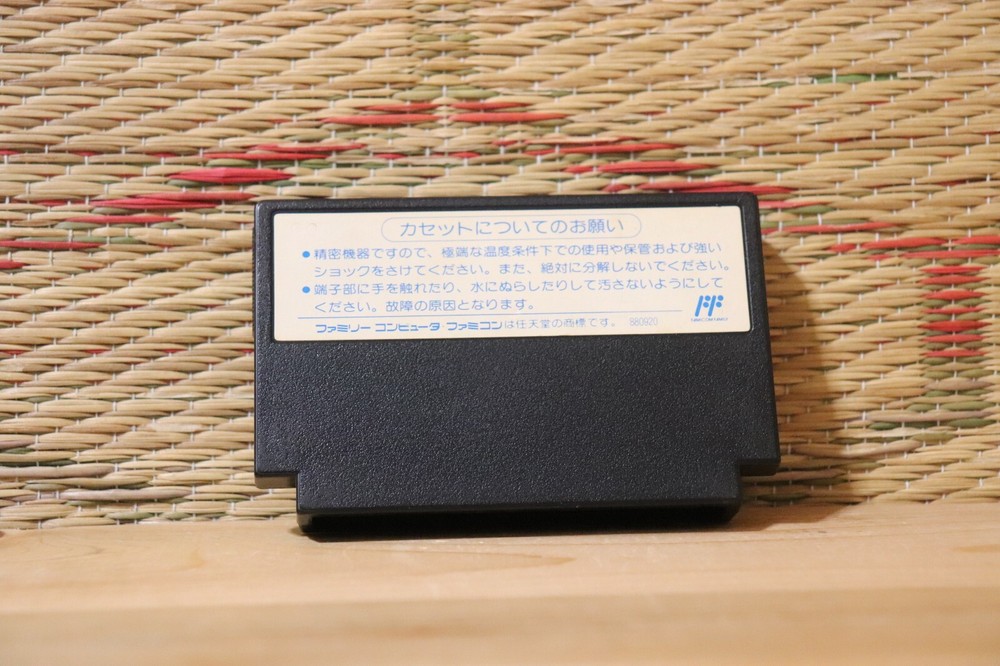 カセットについてのお願い
●精密機器ですので、極端な温度条件下での使用や保管および強い
ショックをさけてください。また、絶対に分解しないでください。
●端子部に手を触れたり、水にぬらしたりして汚さないようにして
ください。故障の原因となります。
ファミリーコンピュータ・ファミコンは任天堂の商標です。 880920
FAMICOM FAMILY